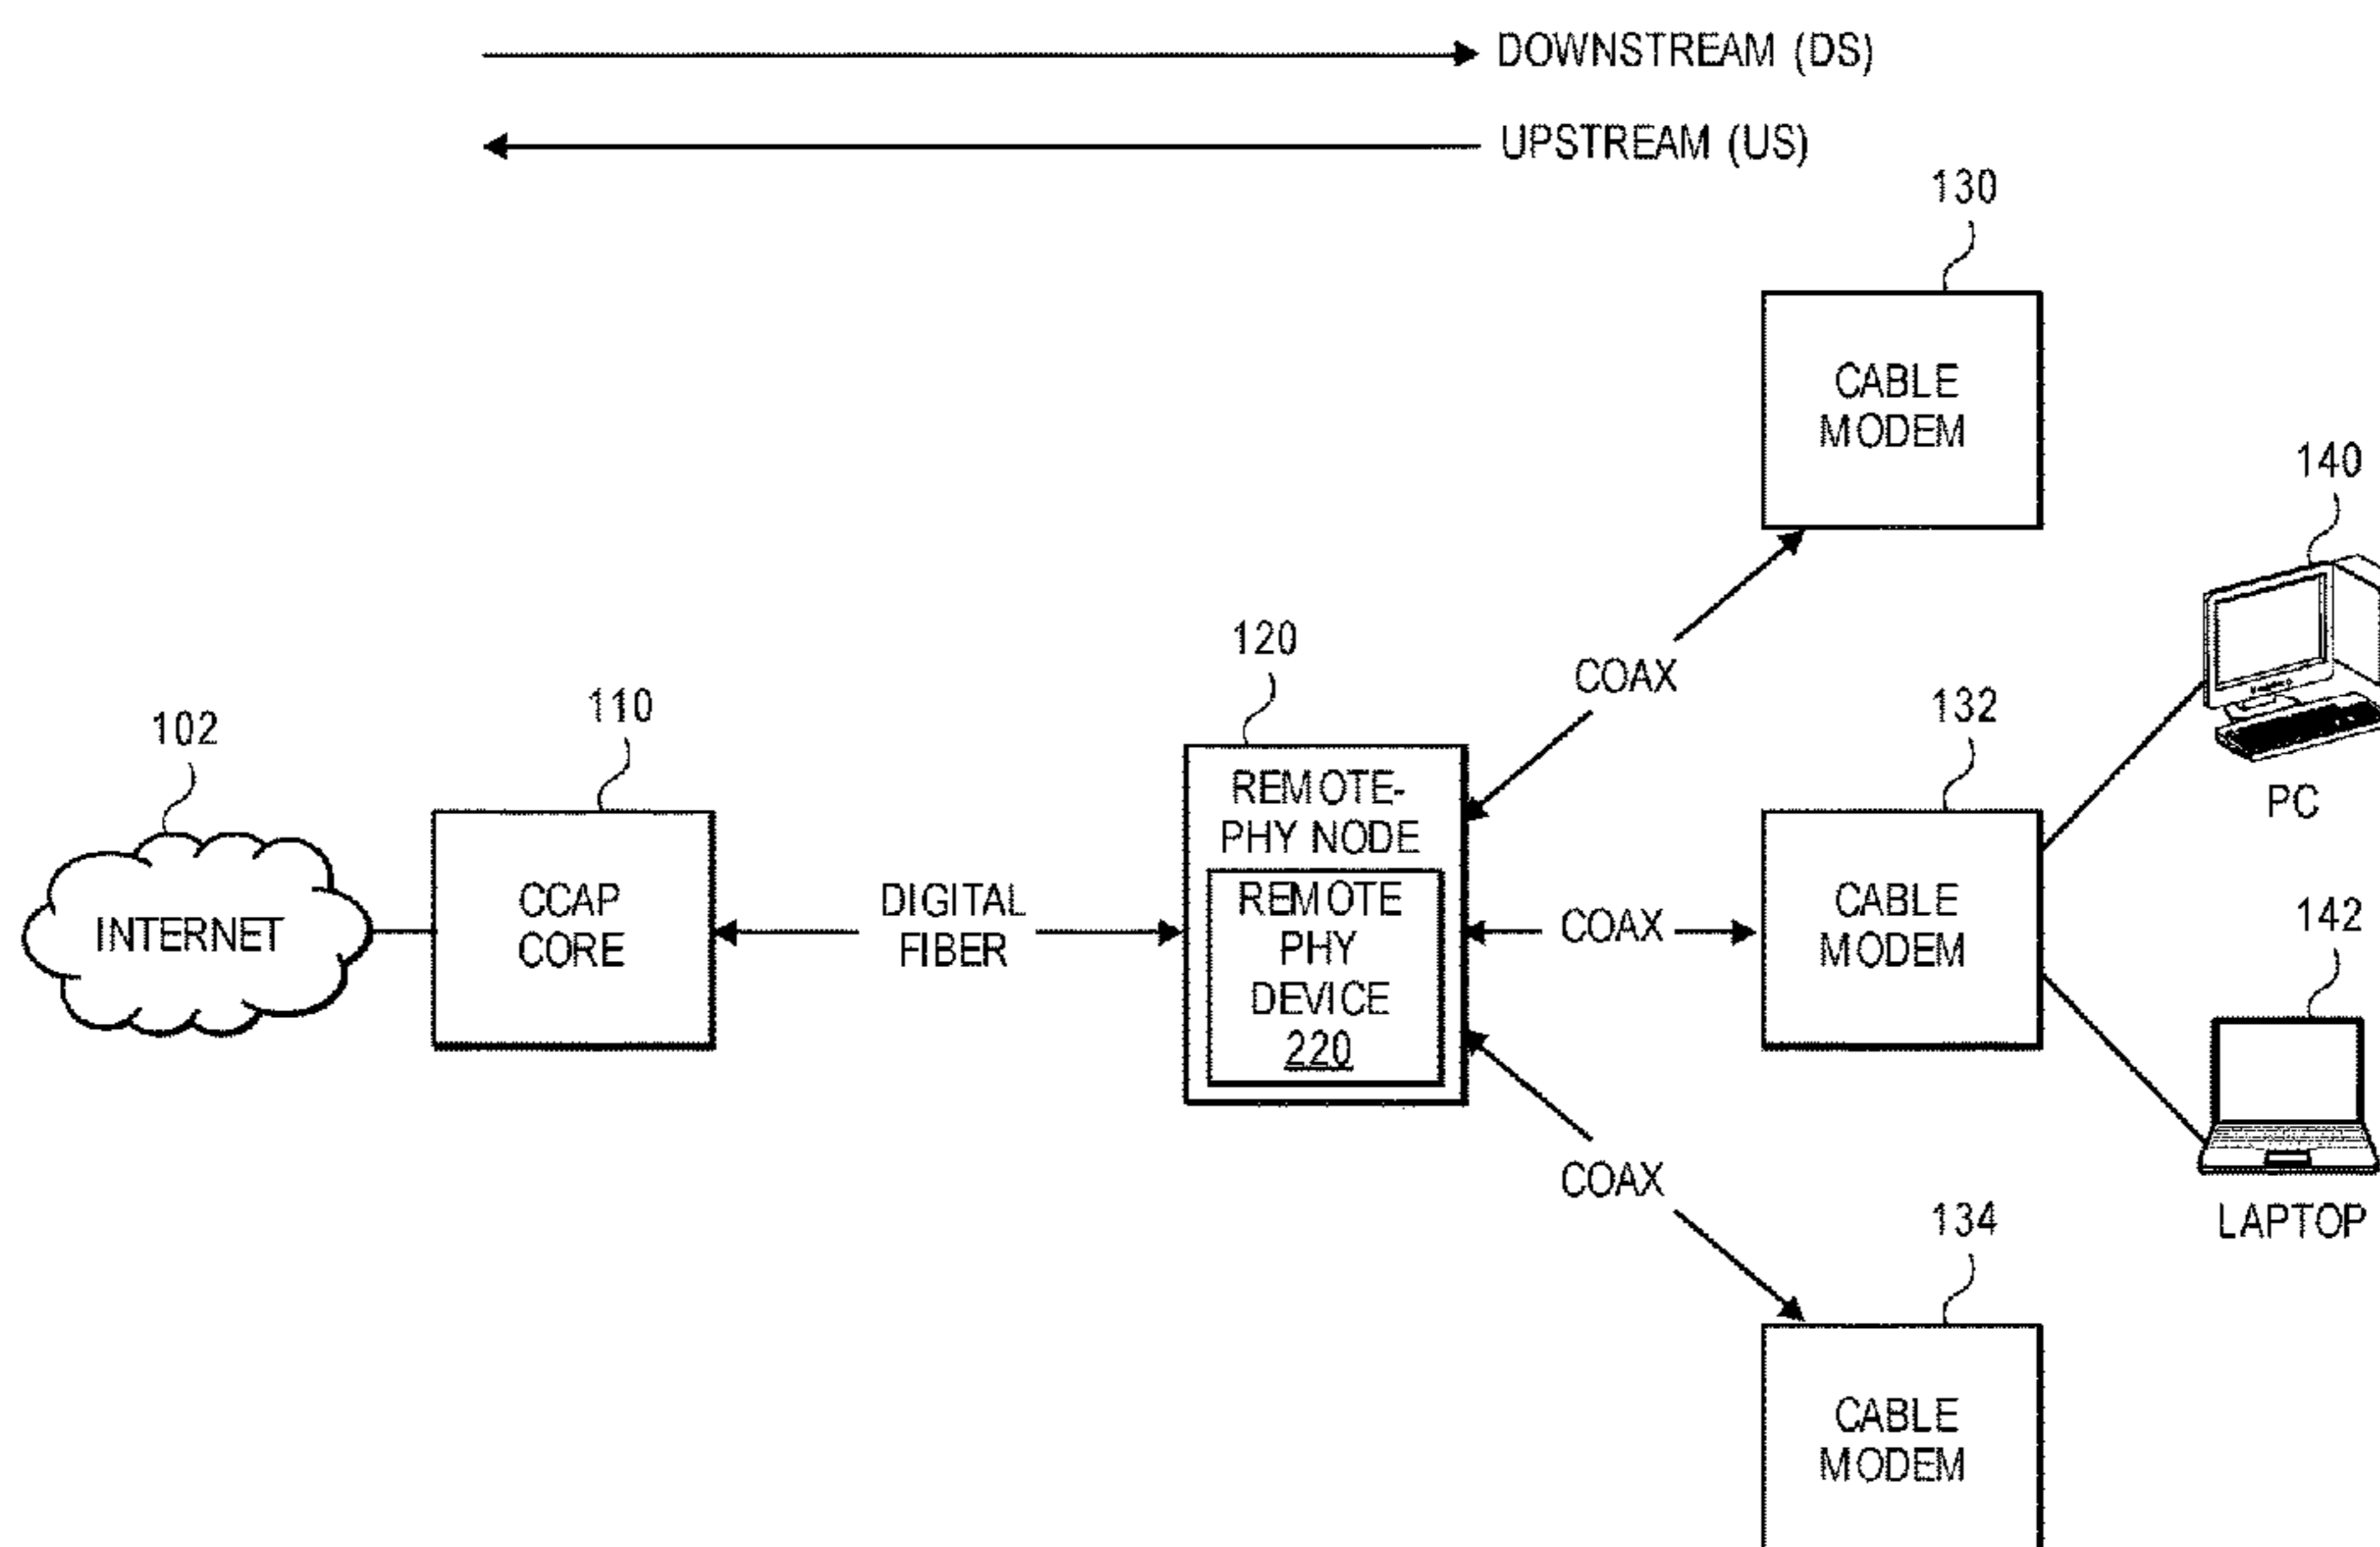 DOWNSTREAM (DS)
UPSTREAM (US)
130
CABLE
MODEM
140
PC
120
REMOTE-
PHY NODE
REMOTE
PHY
DEVICE
220
COAX
102
INTERNET
110
CCAP
CORE
DIGITAL
FIBER
COAX
132
CABLE
MODEM
142
LAPTOP
COAX
134
CABLE
MODEM